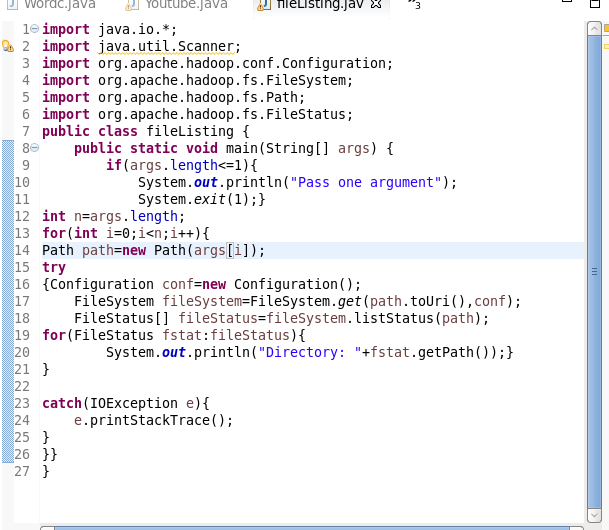 Wordc.java Youtube.java fileListing.jav »3
1 import java.io.*;
2 import java.util.Scanner;
3 import org.apache.hadoop.conf.Configuration;
4 import org.apache.hadoop.fs.FileSystem;
5 import org.apache.hadoop.fs.Path;
6 import org.apache.hadoop.fs.FileStatus;
7 public class fileListing {
8     public static void main(String[] args) {
9         if(args.length<=1){
10             System.out.println("Pass one argument");
11             System.exit(1);}
12 int n=args.length;
13 for(int i=0;i<n;i++){
14 Path path=new Path(args[i]);
15 try
16 {Configuration conf=new Configuration();
17     FileSystem fileSystem=FileSystem.get(path.toUri(),conf);
18     FileStatus[] fileStatus=fileSystem.listStatus(path);
19 for(FileStatus fstat:fileStatus){
20         System.out.println("Directory: "+fstat.getPath());}
21 }
22
23 catch(IOException e){
24     e.printStackTrace();
25 }
26 }}
27 }